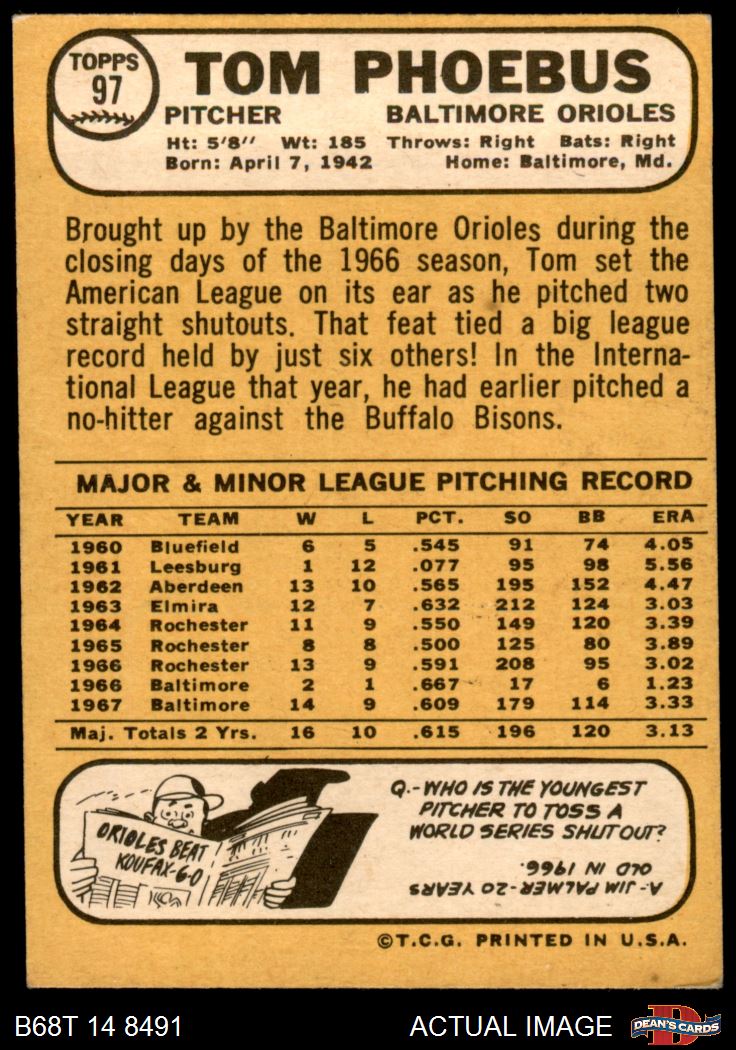 TOPPS
97
TOM PHOEBUS
PITCHER BALTIMORE ORIOLES
Ht: 5'8" Wt: 185 Throws: Right Bats: Right
Born: April 7, 1942 Home: Baltimore, Md.
Brought up by the Baltimore Orioles during the
closing days of the 1966 season, Tom set the
American League on its ear as he pitched two
straight shutouts. That feat tied a big league
record held by just six others! In the Interna-
tional League that year, he had earlier pitched a
no-hitter against the Buffalo Bisons.
MAJOR & MINOR LEAGUE PITCHING RECORD
YEAR TEAM W L PCT. SO BB ERA
1960 Bluefield 6 5 .545 91 74 4.05
1961 Leesburg 1 12 .077 95 98 5.56
1962 Aberdeen 13 10 .565 195 152 4.47
1963 Elmira 12 7 .632 212 124 3.03
1964 Rochester 11 9 .550 149 120 3.39
1965 Rochester 8 8 .500 125 80 3.89
1966 Rochester 13 9 .591 208 95 3.02
1966 Baltimore 2 1 .667 17 6 1.23
1967 Baltimore 14 9 .609 179 114 3.33
Maj. Totals 2 Yrs. 16 10 .615 196 120 3.13
ORIOLES BEAT
KOUFAX-6-0
Q.-WHO IS THE YOUNGEST
PITCHER TO TOSS A
WORLD SERIES SHUTOUT?
A.-JIM PALMER-20 YEARS
OLD IN 1966.
©T.C.G. PRINTED IN U.S.A.
B68T 14 8491 ACTUAL IMAGE
D
DEAN'S CARDS